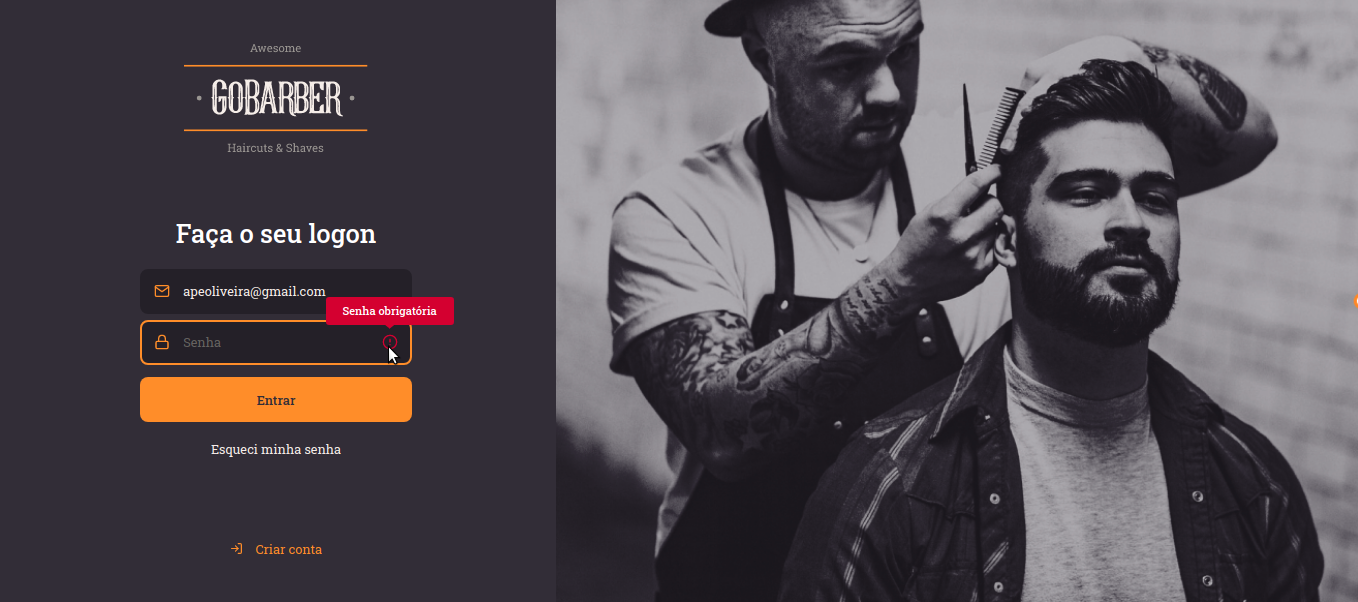 Awesome
GOBARBER
Haircuts & Shaves
Faça o seu logon
apeoliveira@gmail.com
Senha obrigatória
Senha
Entrar
Esqueci minha senha
Criar conta